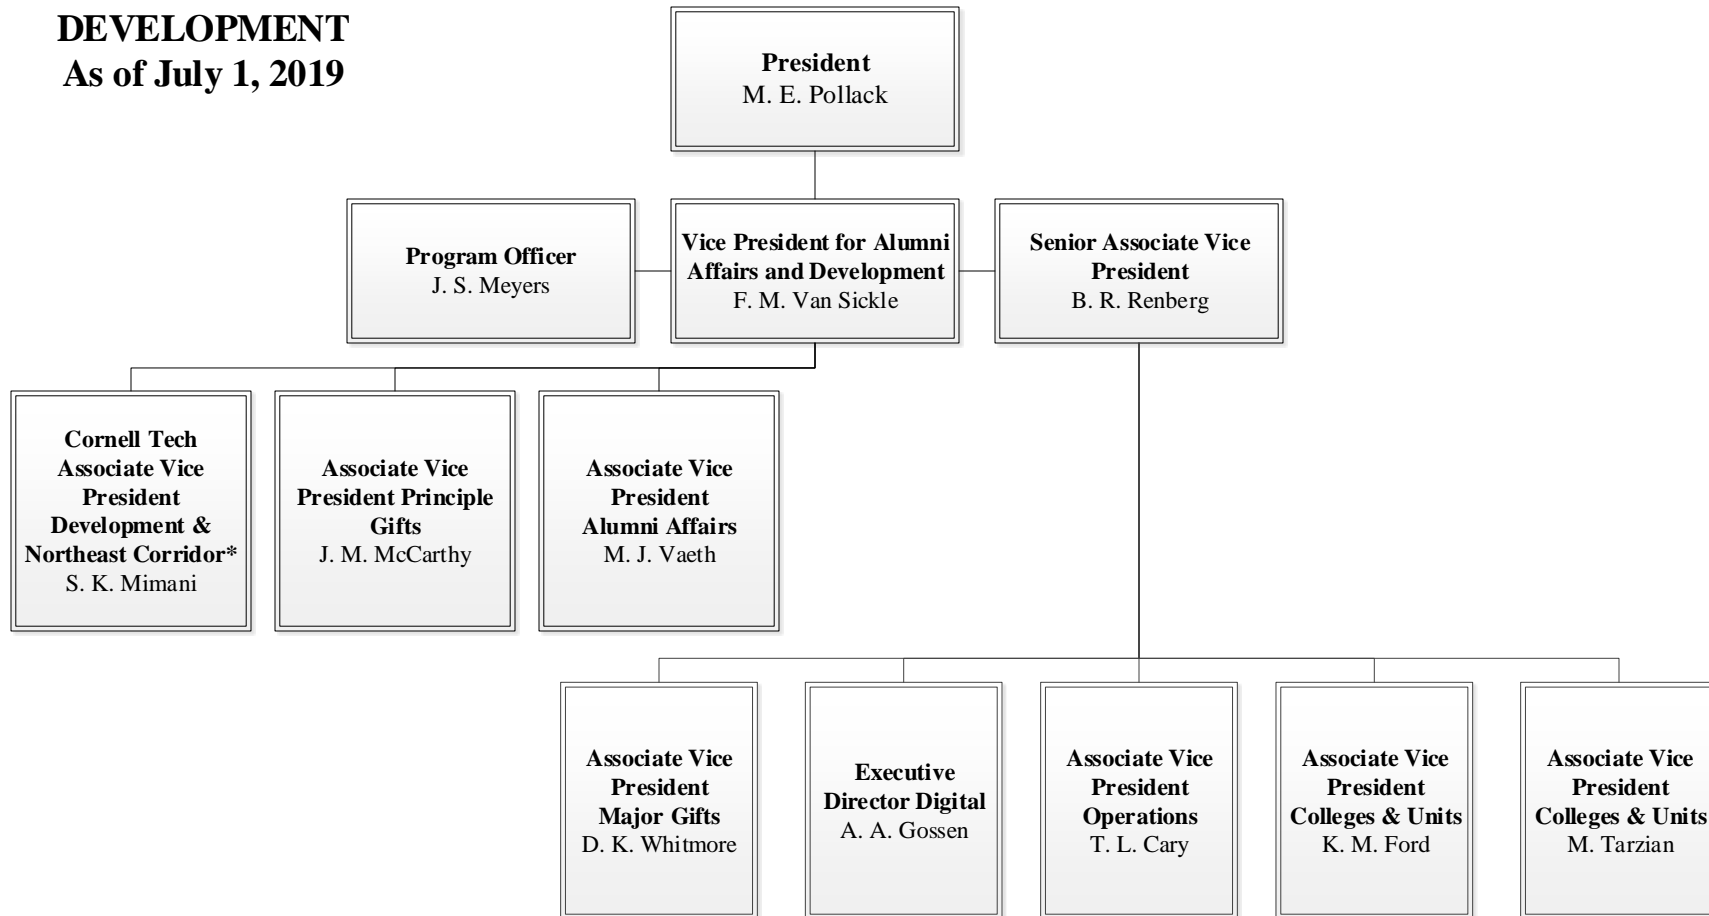 DEVELOPMENT
As of July 1, 2019
President
M. E. Pollack
Program Officer
J. S. Meyers
Vice President for Alumni
Affairs and Development
F. M. Van Sickle
Senior Associate Vice
President
B. R. Renberg
Cornell Tech
Associate Vice
President
Development &
Northeast Corridor*
S. K. Mimani
Associate Vice
President Principle
Gifts
J. M. McCarthy
Associate Vice
President
Alumni Affairs
M. J. Vaeth
Associate Vice
President
Major Gifts
D. K. Whitmore
Executive
Director Digital
A. A. Gossen
Associate Vice
President
Operations
T. L. Cary
Associate Vice
President
Colleges & Units
K. M. Ford
Associate Vice
President
Colleges & Units
M. Tarzian